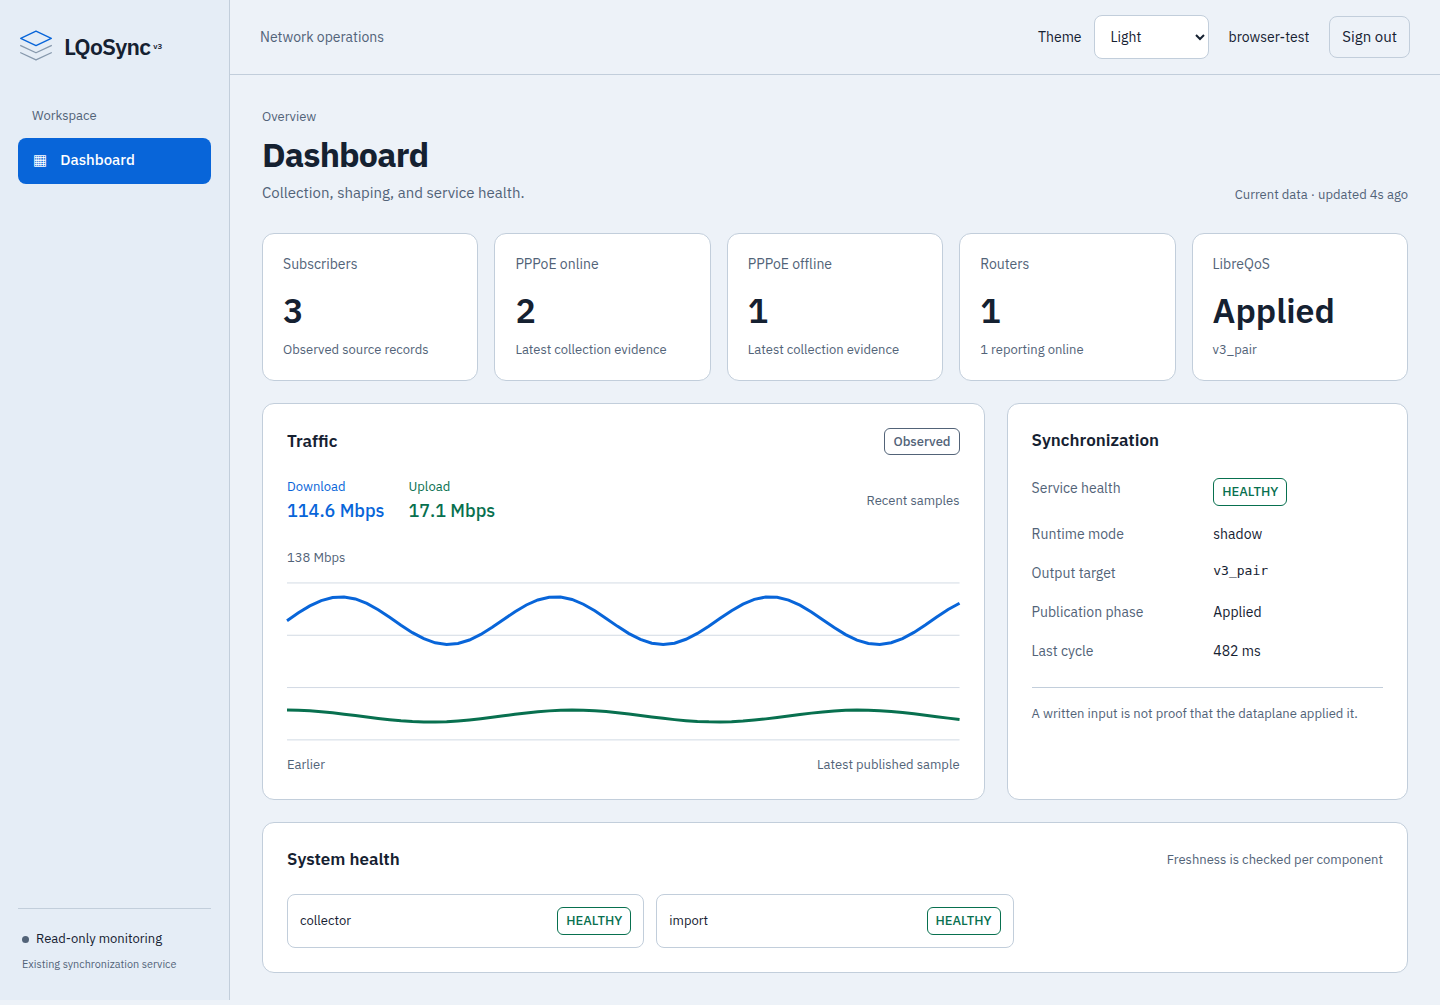 LQoSync v3
Workspace
Dashboard
Read-only monitoring
Existing synchronization service
Network operations
Theme
Light
browser-test
Sign out
Overview
Dashboard
Collection, shaping, and service health.
Current data · updated 4s ago
Subscribers
3
Observed source records
PPPoE online
2
Latest collection evidence
PPPoE offline
1
Latest collection evidence
Routers
1
1 reporting online
LibreQoS
Applied
v3_pair
Traffic
Observed
Download
114.6 Mbps
Upload
17.1 Mbps
Recent samples
138 Mbps
Earlier
Latest published sample
Synchronization
Service health
HEALTHY
Runtime mode
shadow
Output target
v3_pair
Publication phase
Applied
Last cycle
482 ms
A written input is not proof that the dataplane applied it.
System health
Freshness is checked per component
collector
HEALTHY
import
HEALTHY